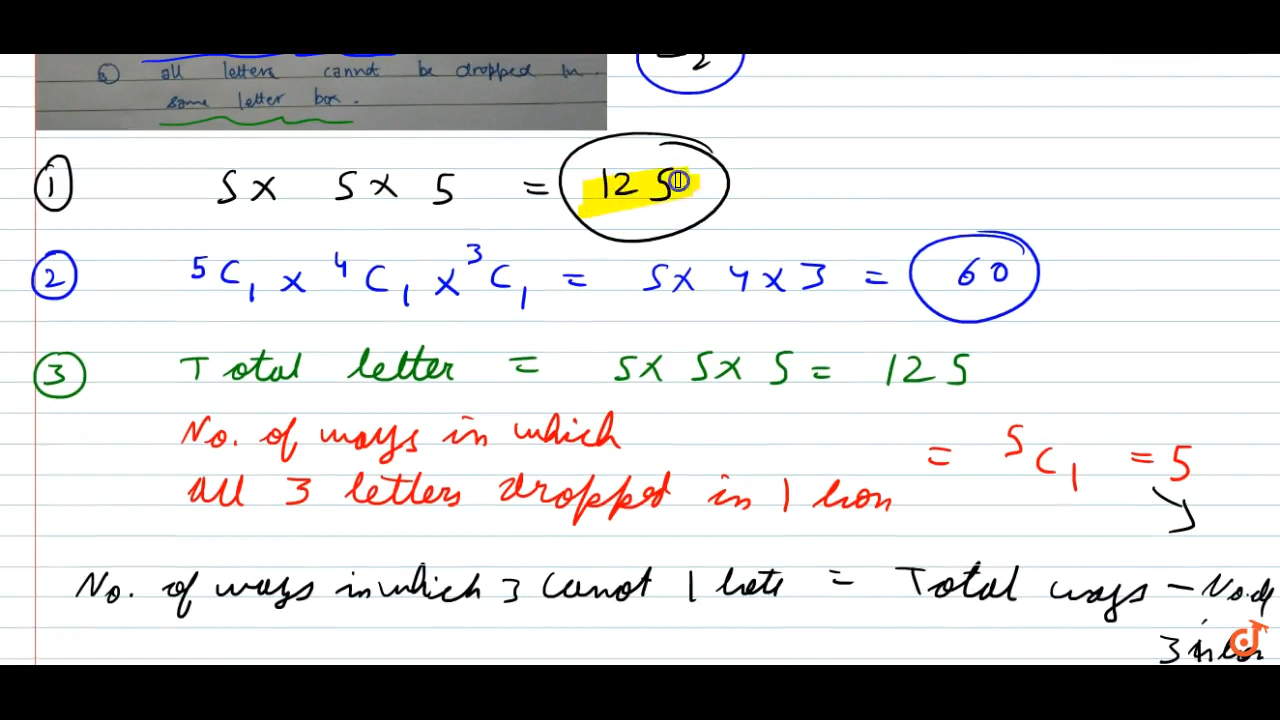 all letters cannot be dropped in
same letter box.
① 5 x 5 x 5 = 125
② ⁵C₁ x ⁴C₁ x ³C₁ = 5 x 4 x 3 = 60
③ Total letter = 5 x 5 x 5 = 125
No. of ways in which
all 3 letters dropped in 1 = ⁵C₁ = 5
No. of ways in which 3 cannot 1 = Total ways - No. of
3 in